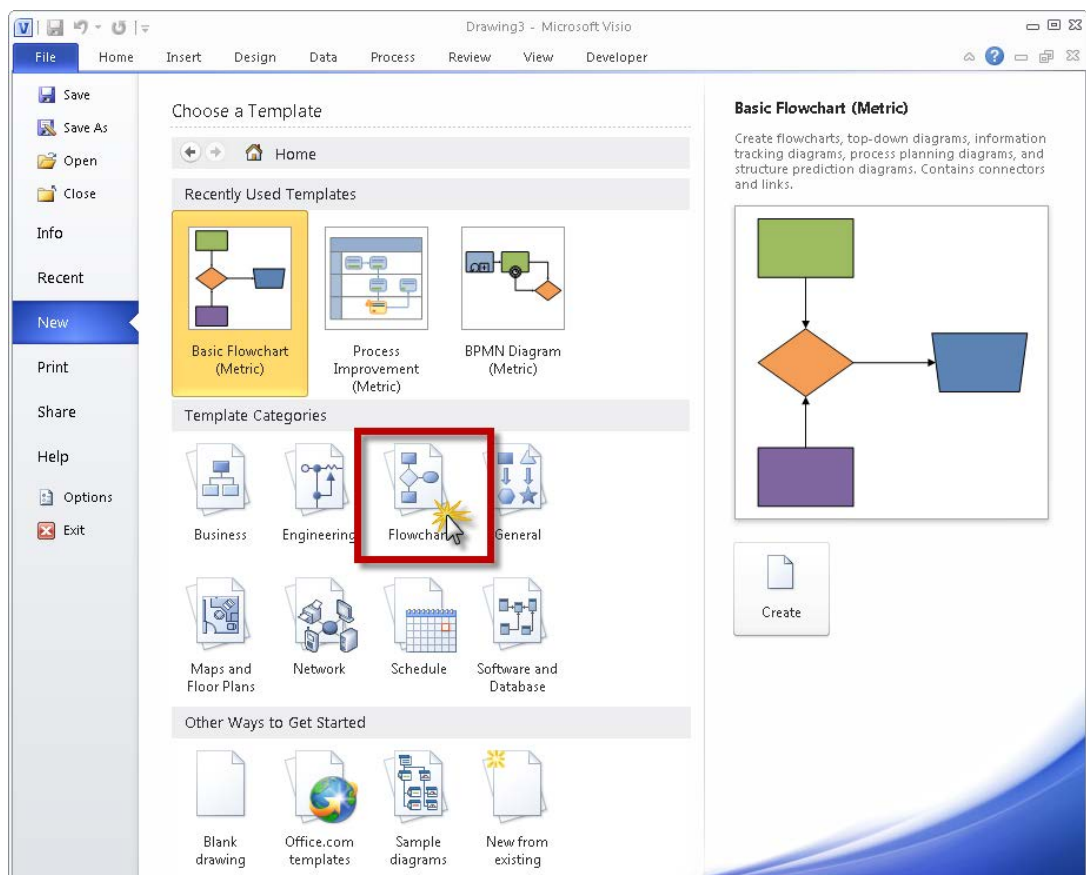 Drawing3 - Microsoft Visio
File Home Insert Design Data Process Review View Developer
Save
Save As
Open
Close
Info
Recent
New
Print
Share
Help
Options
Exit
Choose a Template
Home
Recently Used Templates
Basic Flowchart
(Metric)
Process
Improvement
(Metric)
BPMN Diagram
(Metric)
Template Categories
Business
Engineering
Flowchart
General
Maps and
Floor Plans
Network
Schedule
Software and
Database
Other Ways to Get Started
Blank
drawing
Office.com
templates
Sample
diagrams
New from
existing
Basic Flowchart (Metric)
Create flowcharts, top-down diagrams, information
tracking diagrams, process planning diagrams, and
structure prediction diagrams. Contains connectors
and links.
Create